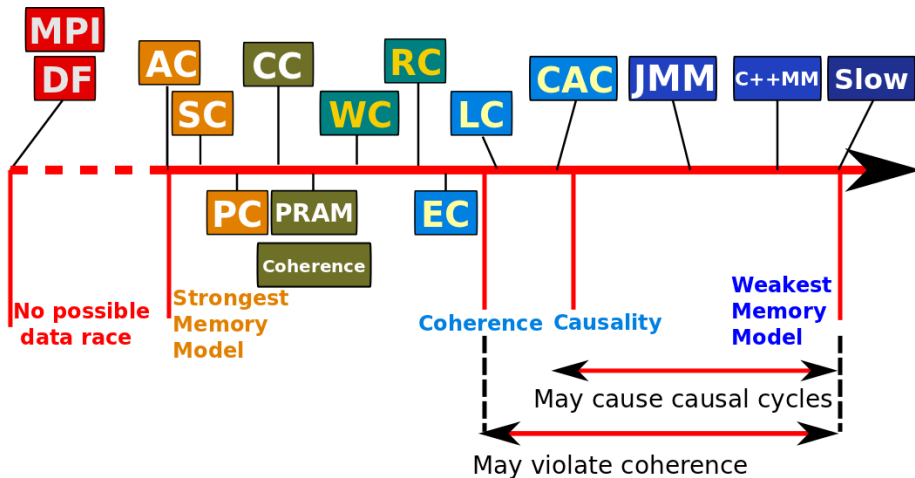 MPI
DF
AC
SC
CC
WC
RC
LC
CAC
JMM
C++MM
Slow
PC
PRAM
Coherence
EC
No possible
data race
Strongest
Memory
Model
Coherence
Causality
Weakest
Memory
Model
May cause causal cycles
May violate coherence